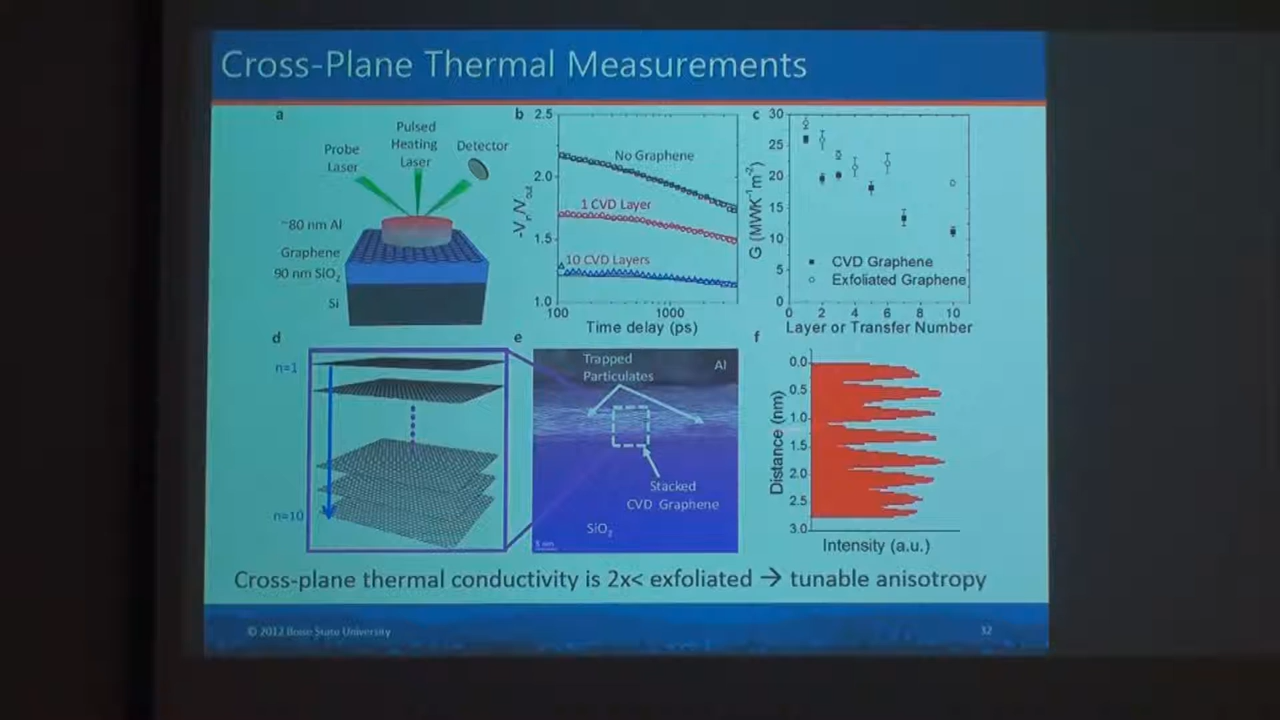 Cross-Plane Thermal Measurements
a
Probe
Laser
Pulsed
Heating
Laser
Detector
~80 nm Al
Graphene
90 nm SiO2
Si
b
2.5
2.0
1.5
1.0
-Vin/Vout
No Graphene
1 CVD Layer
10 CVD Layers
100
1000
Time delay (ps)
c
30
25
20
15
10
5
0
G (MWK-1m-2)
CVD Graphene
Exfoliated Graphene
0 2 4 6 8 10
Layer or Transfer Number
d
n=1
n=10
e
Trapped
Particulates
Al
Stacked
CVD Graphene
SiO2
5 nm
f
0.0
0.5
1.0
1.5
2.0
2.5
3.0
Distance (nm)
Intensity (a.u.)
Cross-plane thermal conductivity is 2x< exfoliated → tunable anisotropy
© 2012 Boise State University
32